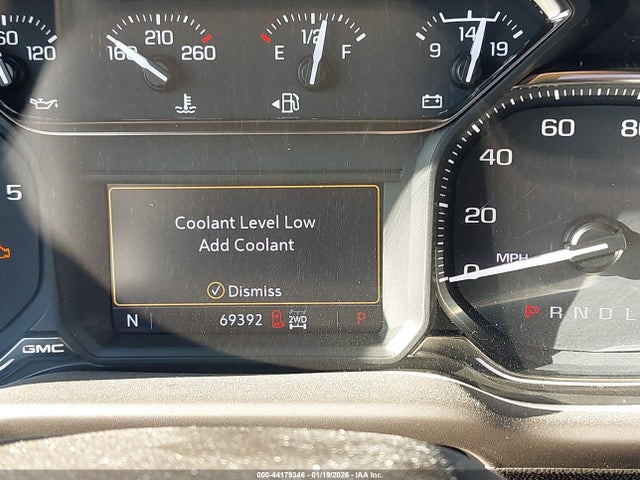 60 120
160 210 260
E 1/2 F
9 14 19
5
Coolant Level Low
Add Coolant
Dismiss
N 69392 2WD P
GMC
0 20 40 60 80
MPH
P R N D L
000-44179346 - 01/19/2026 - IAA Inc.